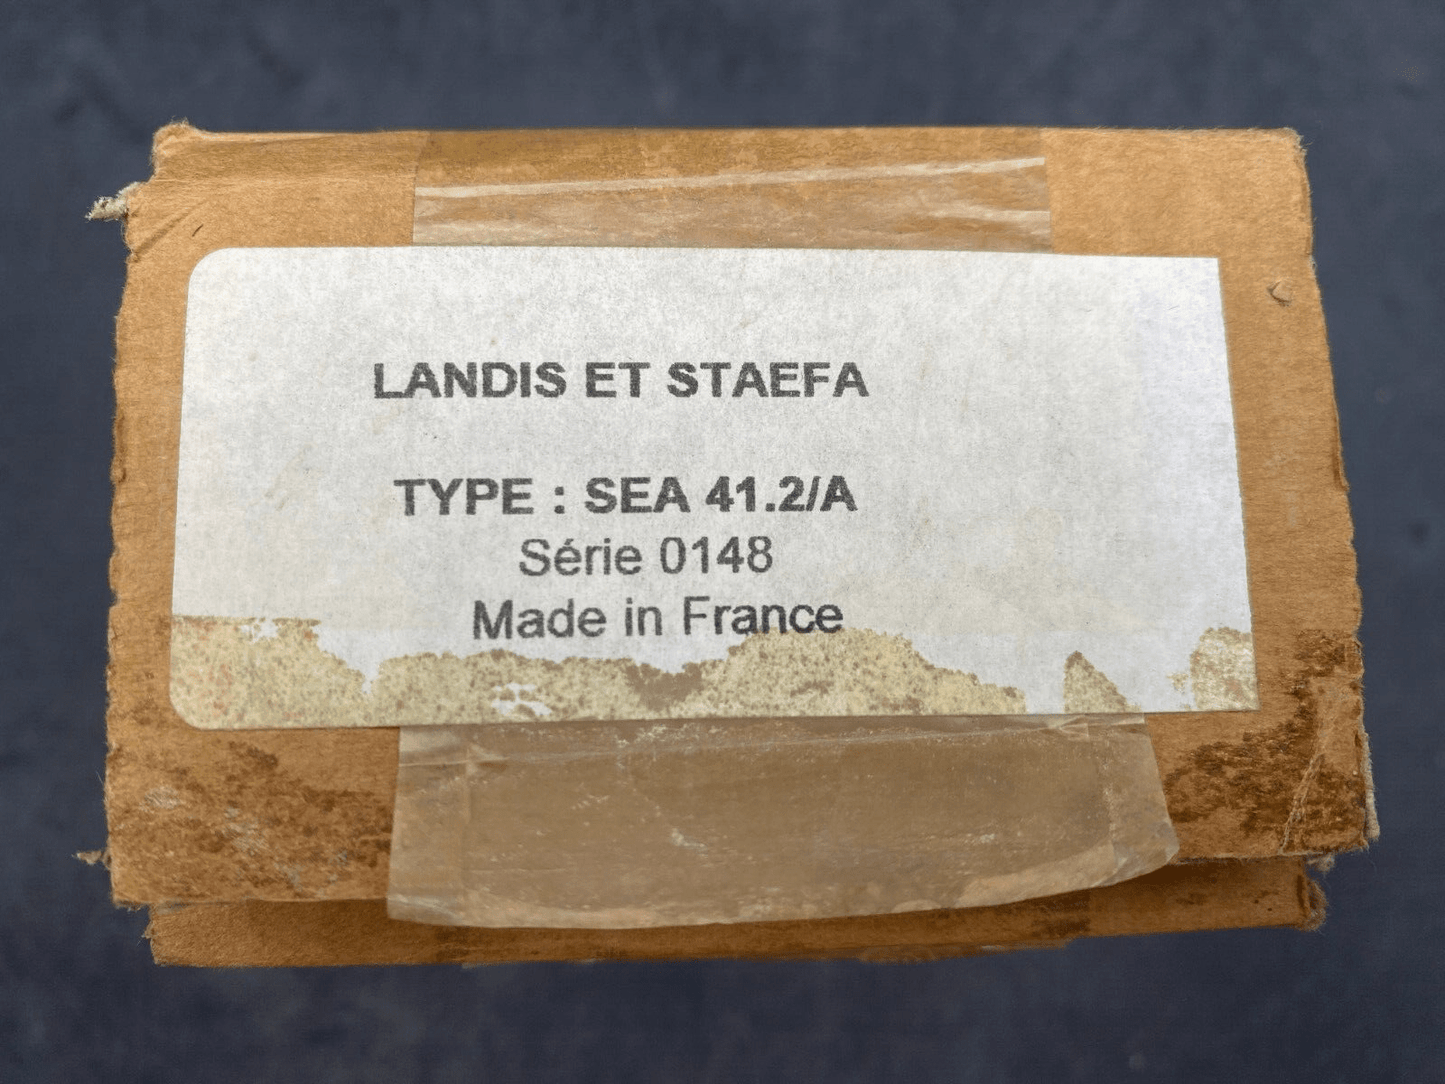 LANDIS ET STAEFA
TYPE : SEA 41.2/A
Série 0148
Made in France